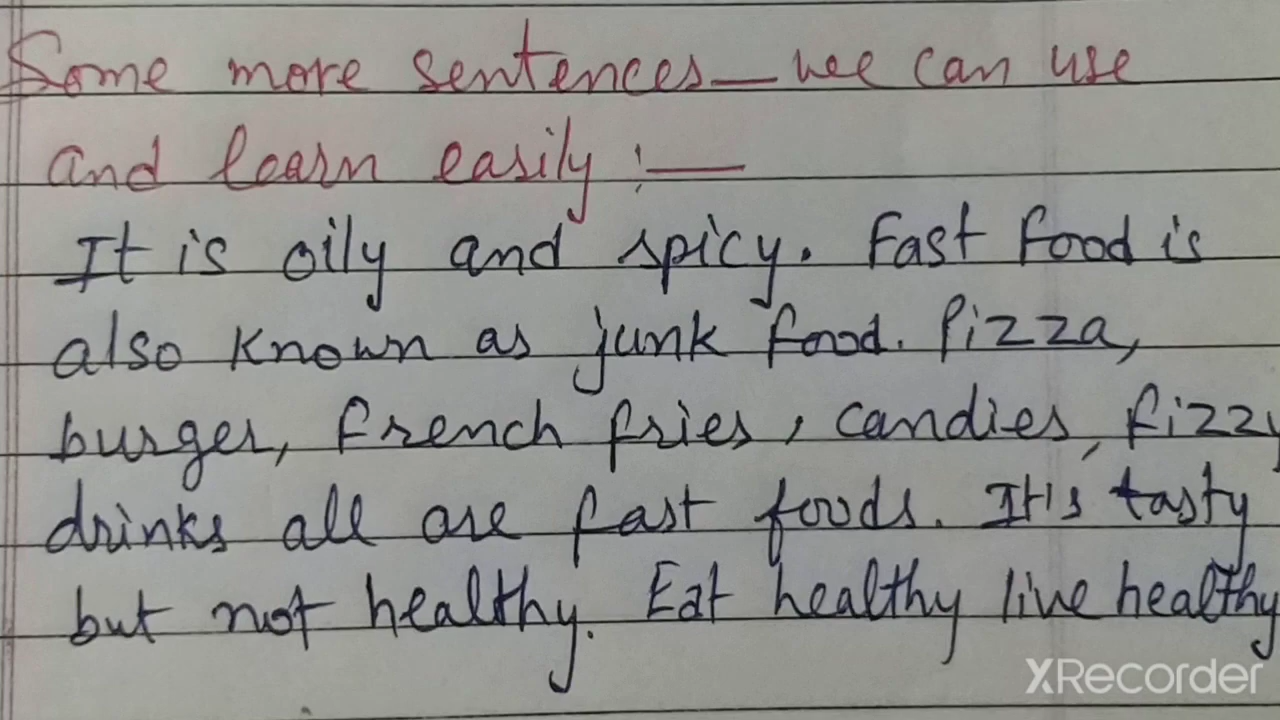 Some more sentences — we can use
and learn easily :—
It is oily and spicy. Fast food is
also known as junk food. Pizza,
burger, french fries, candies, fizzy
drinks all are fast foods. It's tasty
but not healthy. Eat healthy live healthy
XRecorder